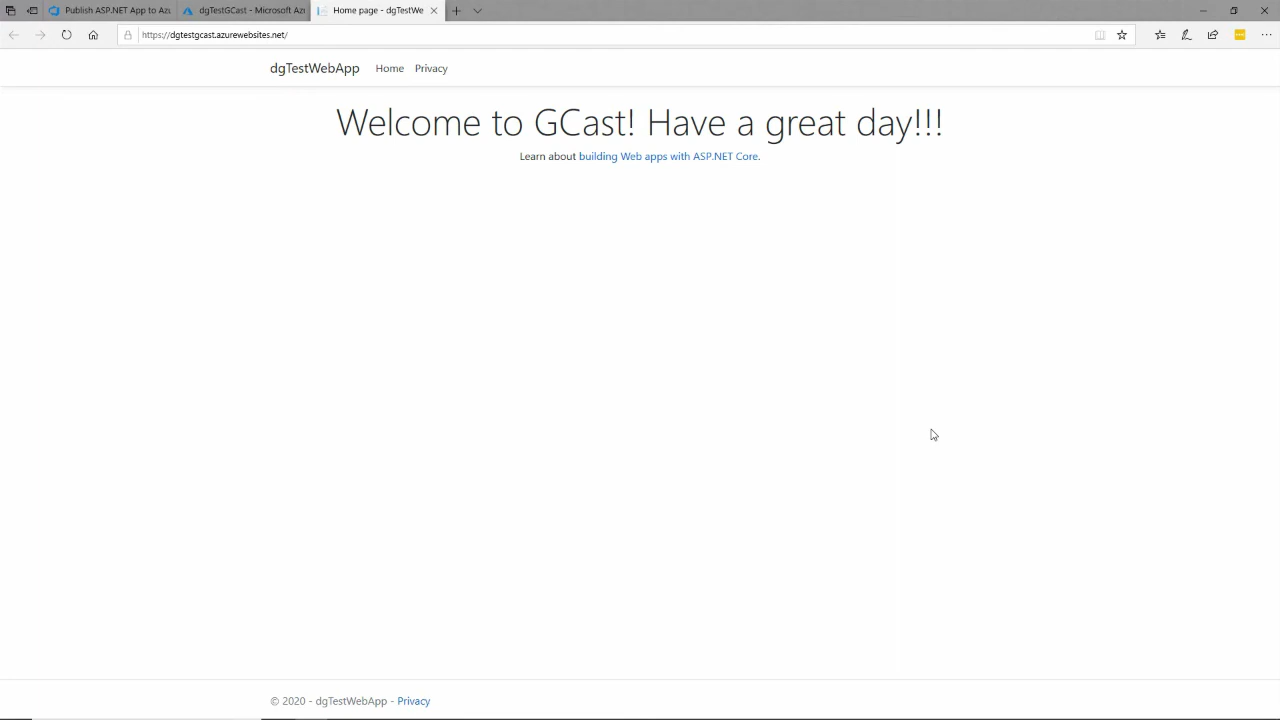 Publish ASP.NET App to Azu
dgTestGCast - Microsoft Az
Home page - dgTestWe
https://dgtestgcast.azurewebsites.net/
dgTestWebApp Home Privacy
Welcome to GCast! Have a great day!!!
Learn about building Web apps with ASP.NET Core.
© 2020 - dgTestWebApp - Privacy